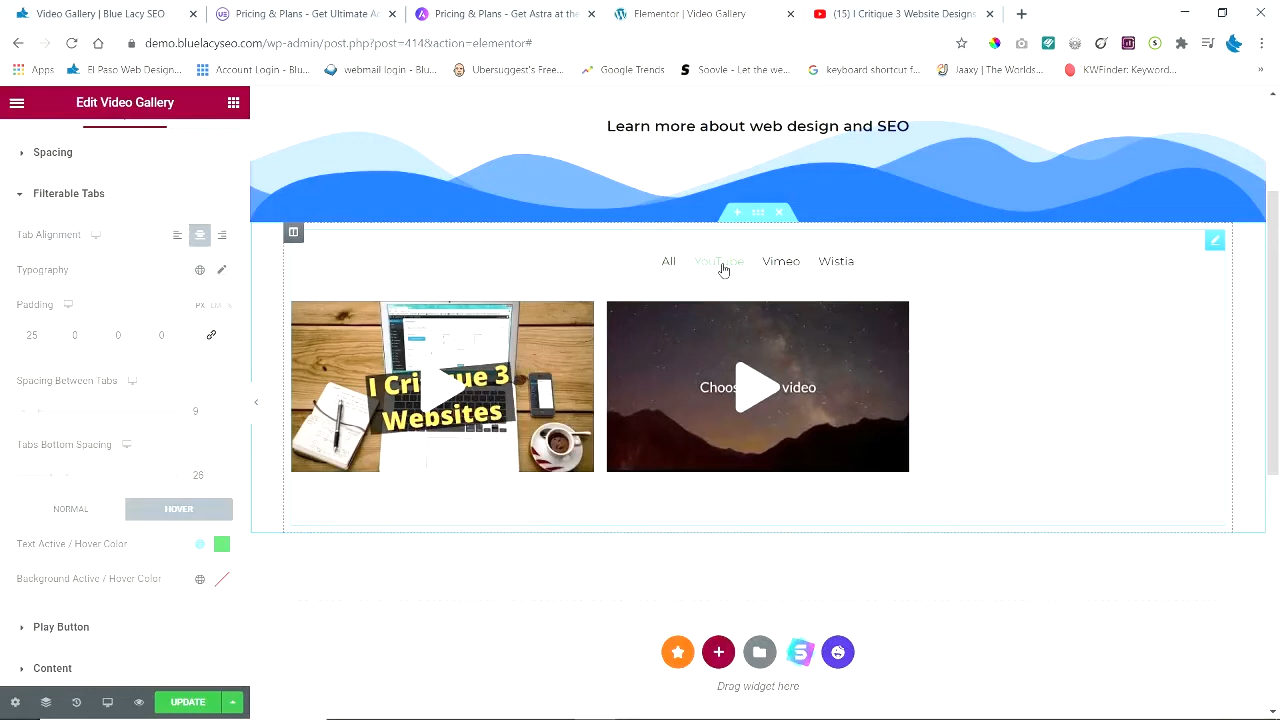 Blue Lacy SEO
Pricing & Plans - Get Ultimate Ad
Pricing & Plans - Get Astra at the
Elementor | Video Gallery
(15) I Critique 3 Website Designs
demo.bluelacyseo.com/wp-admin/post.php?post=414&action=elementor#
Apps
El Paso Web Design...
Account Login - Blu...
webmail login - Blu...
Ubersuggest's Free...
Google Trends
Soovle - Let the we...
keyboard shortcut f...
Jaaxy | The Worlds...
KWFinder: Keyword...
»
Edit Video Gallery
Spacing
Filterable Tabs
Tab Alignment
Typography
Padding
PX EM %
25 0 0 0
Spacing Between Tabs
9
Tabs Bottom Spacing
26
NORMAL
HOVER
Text Active / Hover Color
Background Active / Hover Color
Play Button
Content
UPDATE
Learn more about web design and SEO
All YouTube Vimeo Wistia
I Critique 3
Websites
video
Drag widget here